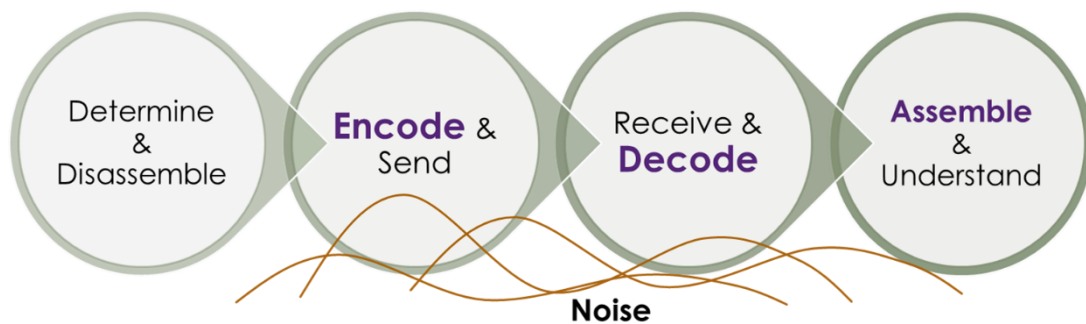 Determine
&
Disassemble
Encode &
Send
Receive &
Decode
Assemble
&
Understand
Noise